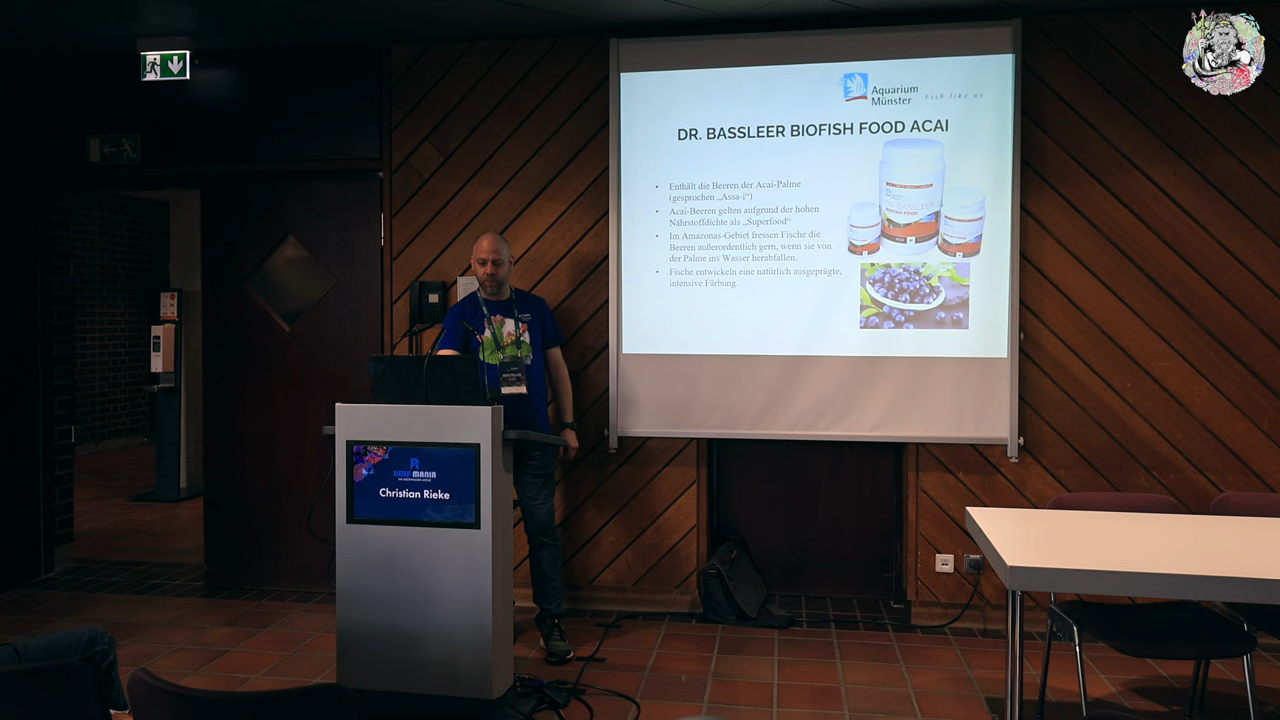 Aquarium
Münster
Fish like us
DR. BASSLEER BIOFISH FOOD ACAI
• Enthält die Beeren der Acai-Palme
(gesprochen „Assa-i“)
• Acai-Beeren gelten aufgrund der hohen
Nährstoffdichte als „Superfood“
• Im Amazonas-Gebiet fressen Fische die
Beeren außerordentlich gern, wenn sie von
der Palme ins Wasser herabfallen.
• Fische entwickeln eine natürlich ausgeprägte,
intensive Färbung.
DR. BASSLEER
BIOFISH FOOD
REEF MANIA
Christian Rieke